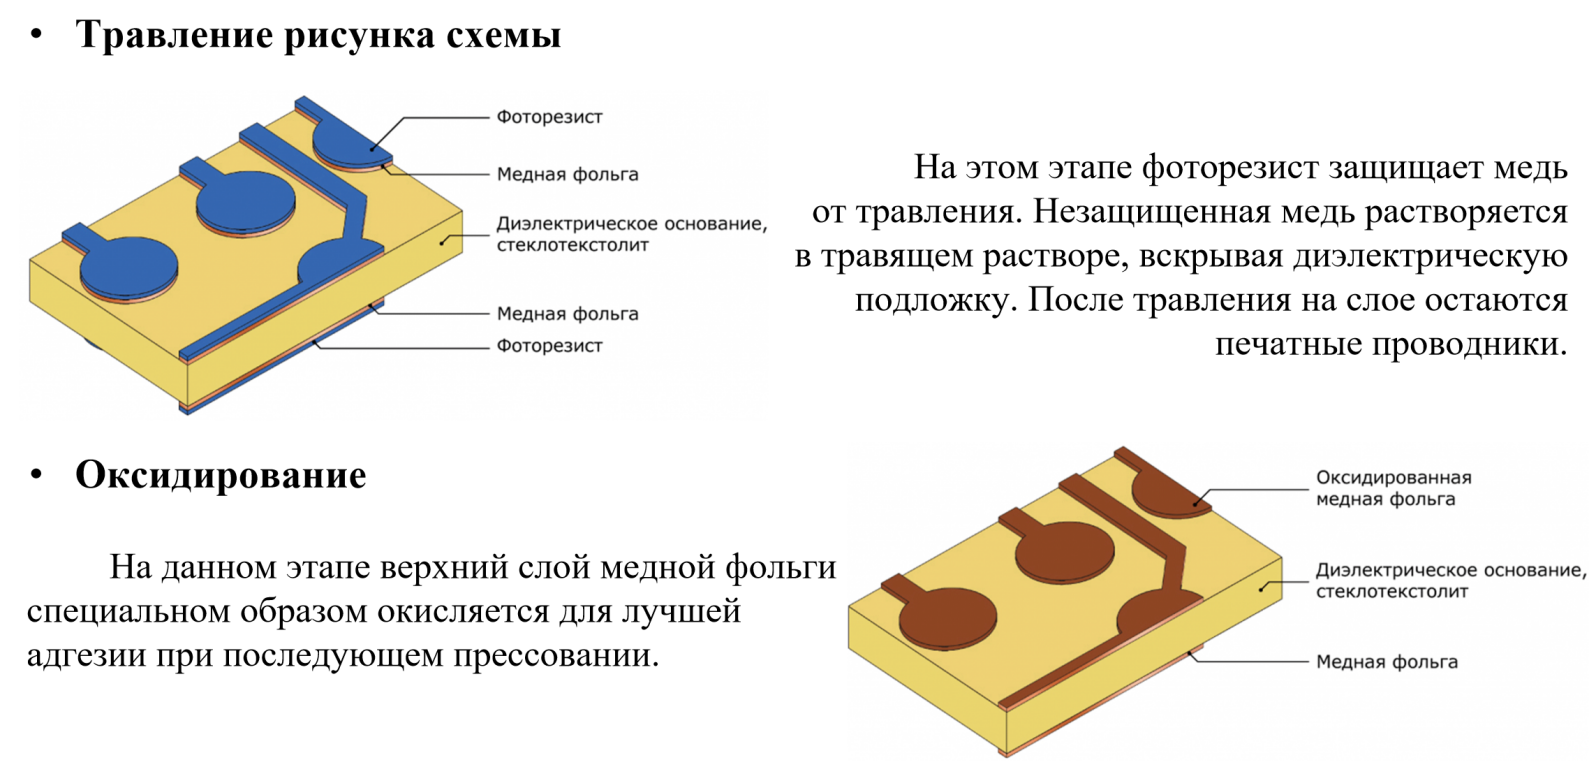 • Травление рисунка схемы
Фоторезист
Медная фольга
Диэлектрическое основание,
стеклотекстолит
Медная фольга
Фоторезист
На этом этапе фоторезист защищает медь
от травления. Незащищенная медь растворяется
в травящем растворе, вскрывая диэлектрическую
подложку. После травления на слое остаются
печатные проводники.
• Оксидирование
На данном этапе верхний слой медной фольги
специальном образом окисляется для лучшей
адгезии при последующем прессовании.
Оксидированная
медная фольга
Диэлектрическое основание,
стеклотекстолит
Медная фольга